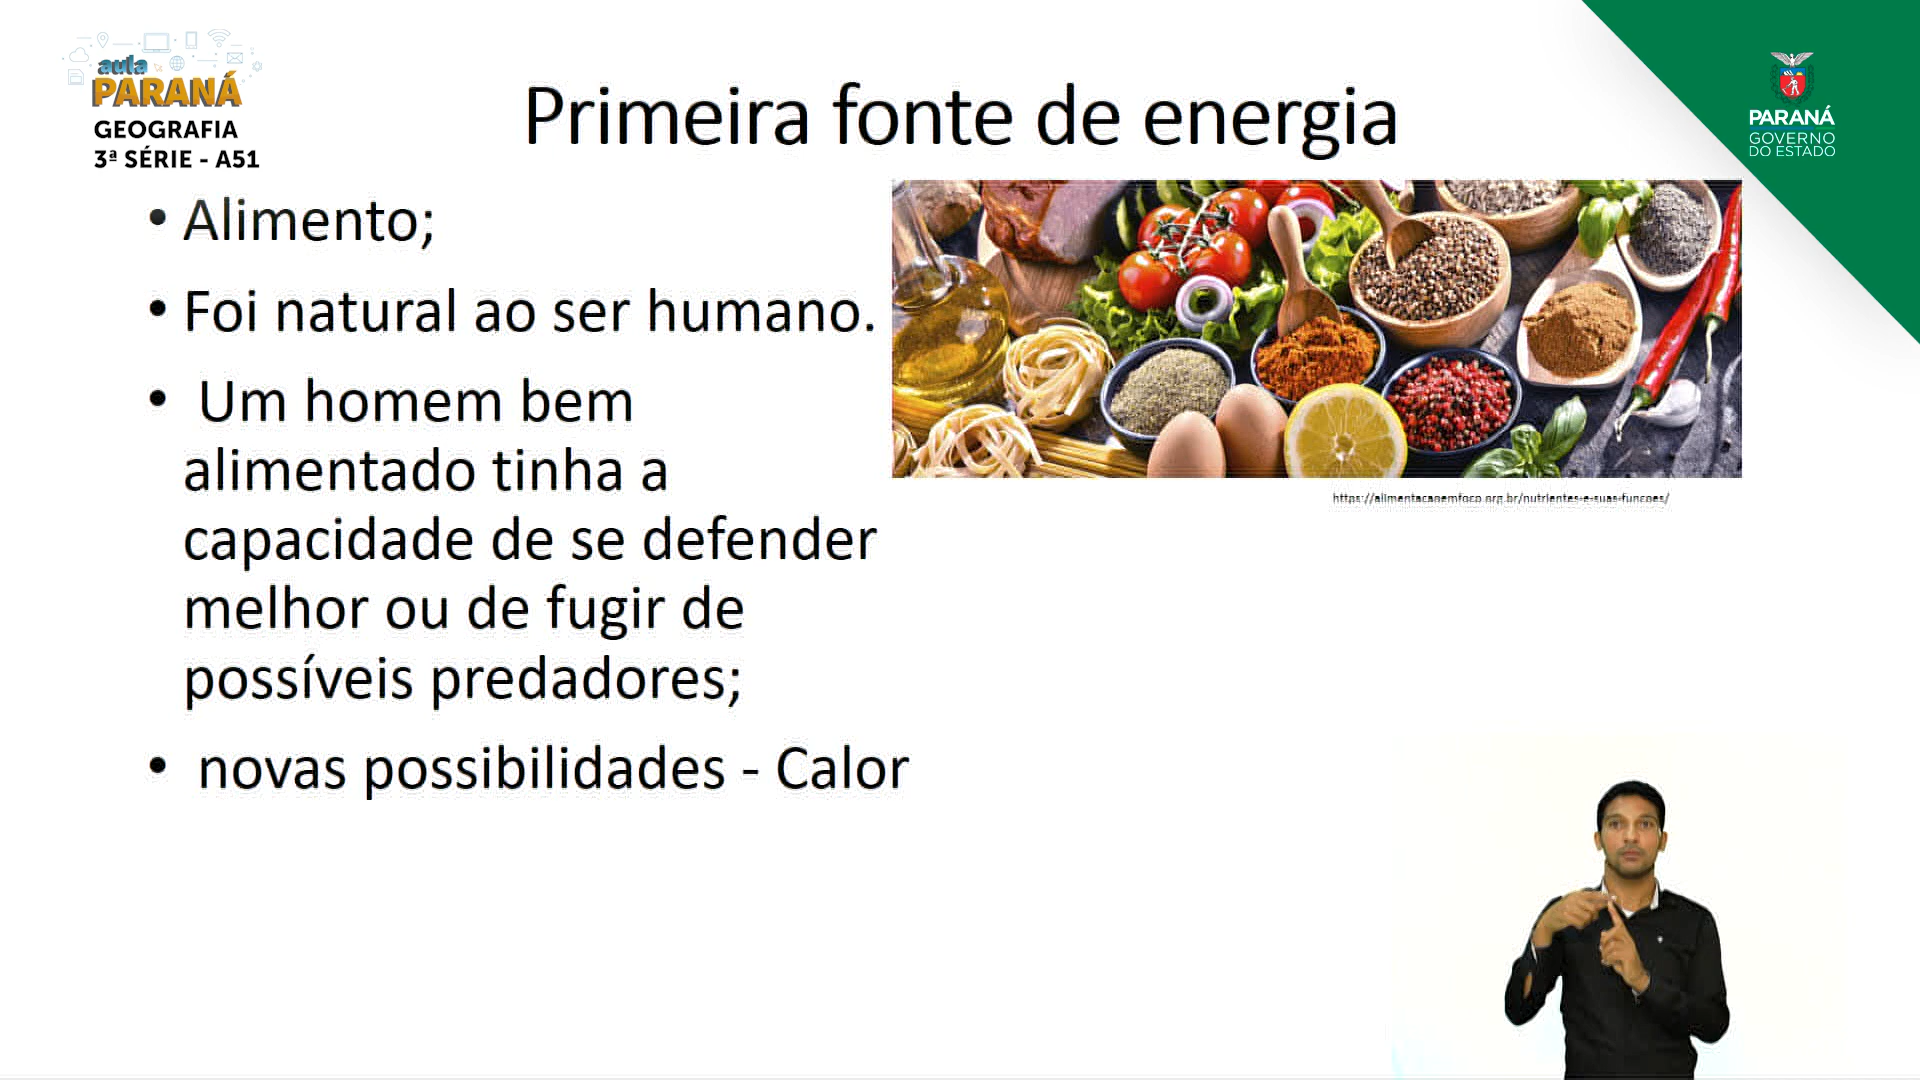 aula
PARANÁ
GEOGRAFIA
3ª SÉRIE - A51
Primeira fonte de energia
PARANÁ
GOVERNO
DO ESTADO
• Alimento;
• Foi natural ao ser humano.
• Um homem bem
alimentado tinha a
capacidade de se defender
melhor ou de fugir de
possíveis predadores;
• novas possibilidades - Calor
https://alimentacaoemfoco.org.br/nutrientes-e-suas-funcoes/